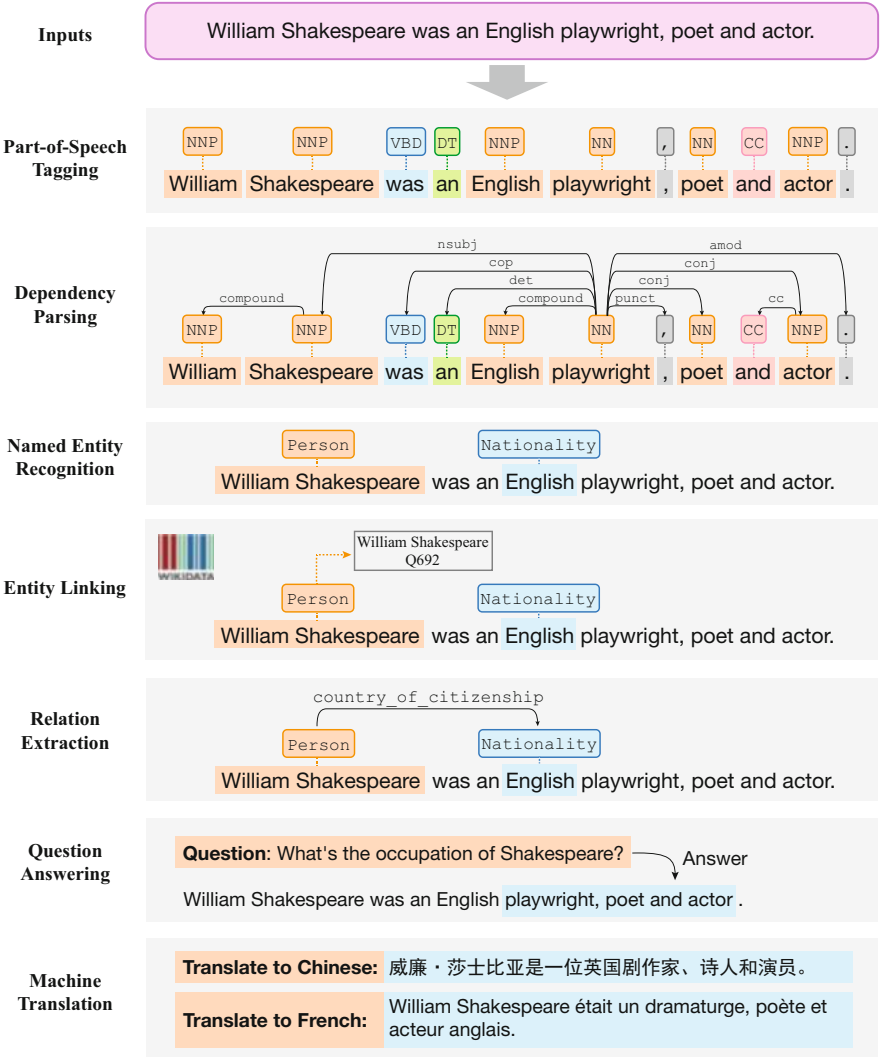 Inputs
William Shakespeare was an English playwright, poet and actor.
Part-of-Speech
Tagging
NNP NNP VBD DT NNP NN , NN CC NNP .
William Shakespeare was an English playwright , poet and actor .
Dependency
Parsing
nsubj amod
cop conj
det conj
compound compound punct cc
NNP NNP VBD DT NNP NN , NN CC NNP .
William Shakespeare was an English playwright , poet and actor .
Named Entity
Recognition
Person Nationality
William Shakespeare was an English playwright, poet and actor.
Entity Linking
WIKIDATA
William Shakespeare
Q692
Person Nationality
William Shakespeare was an English playwright, poet and actor.
Relation
Extraction
country_of_citizenship
Person Nationality
William Shakespeare was an English playwright, poet and actor.
Question
Answering
Question: What's the occupation of Shakespeare? Answer
William Shakespeare was an English playwright, poet and actor .
Machine
Translation
Translate to Chinese: 威廉・莎士比亚是一位英国剧作家、诗人和演员。
Translate to French: William Shakespeare était un dramaturge, poète et
acteur anglais.